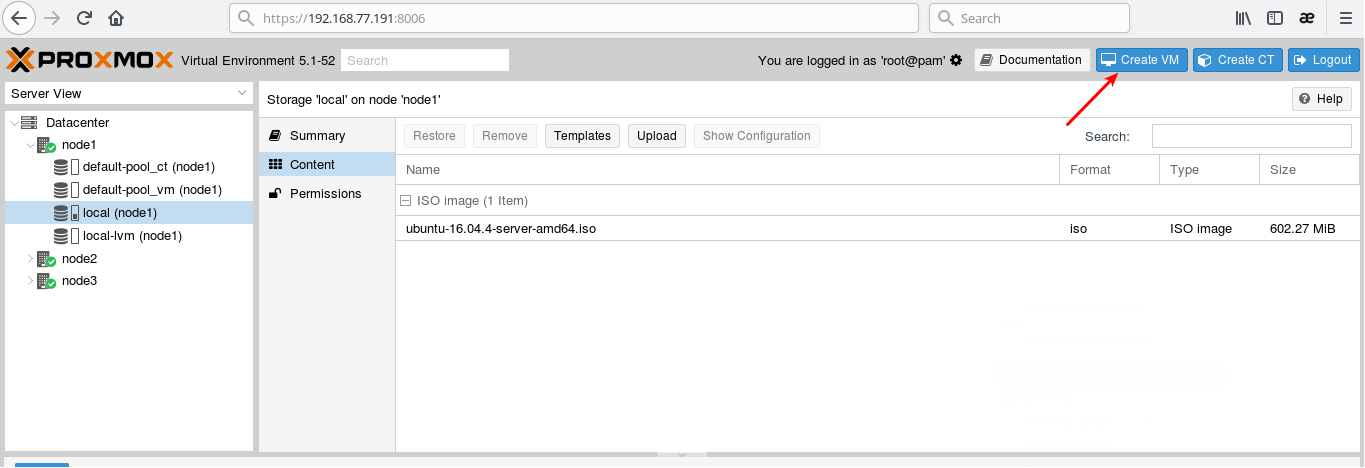 https://192.168.77.191:8006 Search
PROXMOX Virtual Environment 5.1-52 Search You are logged in as 'root@pam' Documentation Create VM Create CT Logout
Server View
Storage 'local' on node 'node1' Help
Datacenter
node1
default-pool_ct (node1)
default-pool_vm (node1)
local (node1)
local-lvm (node1)
node2
node3
Summary
Content
Permissions
Restore Remove Templates Upload Show Configuration Search:
Name Format Type Size
ISO image (1 Item)
ubuntu-16.04.4-server-amd64.iso iso ISO image 602.27 MiB